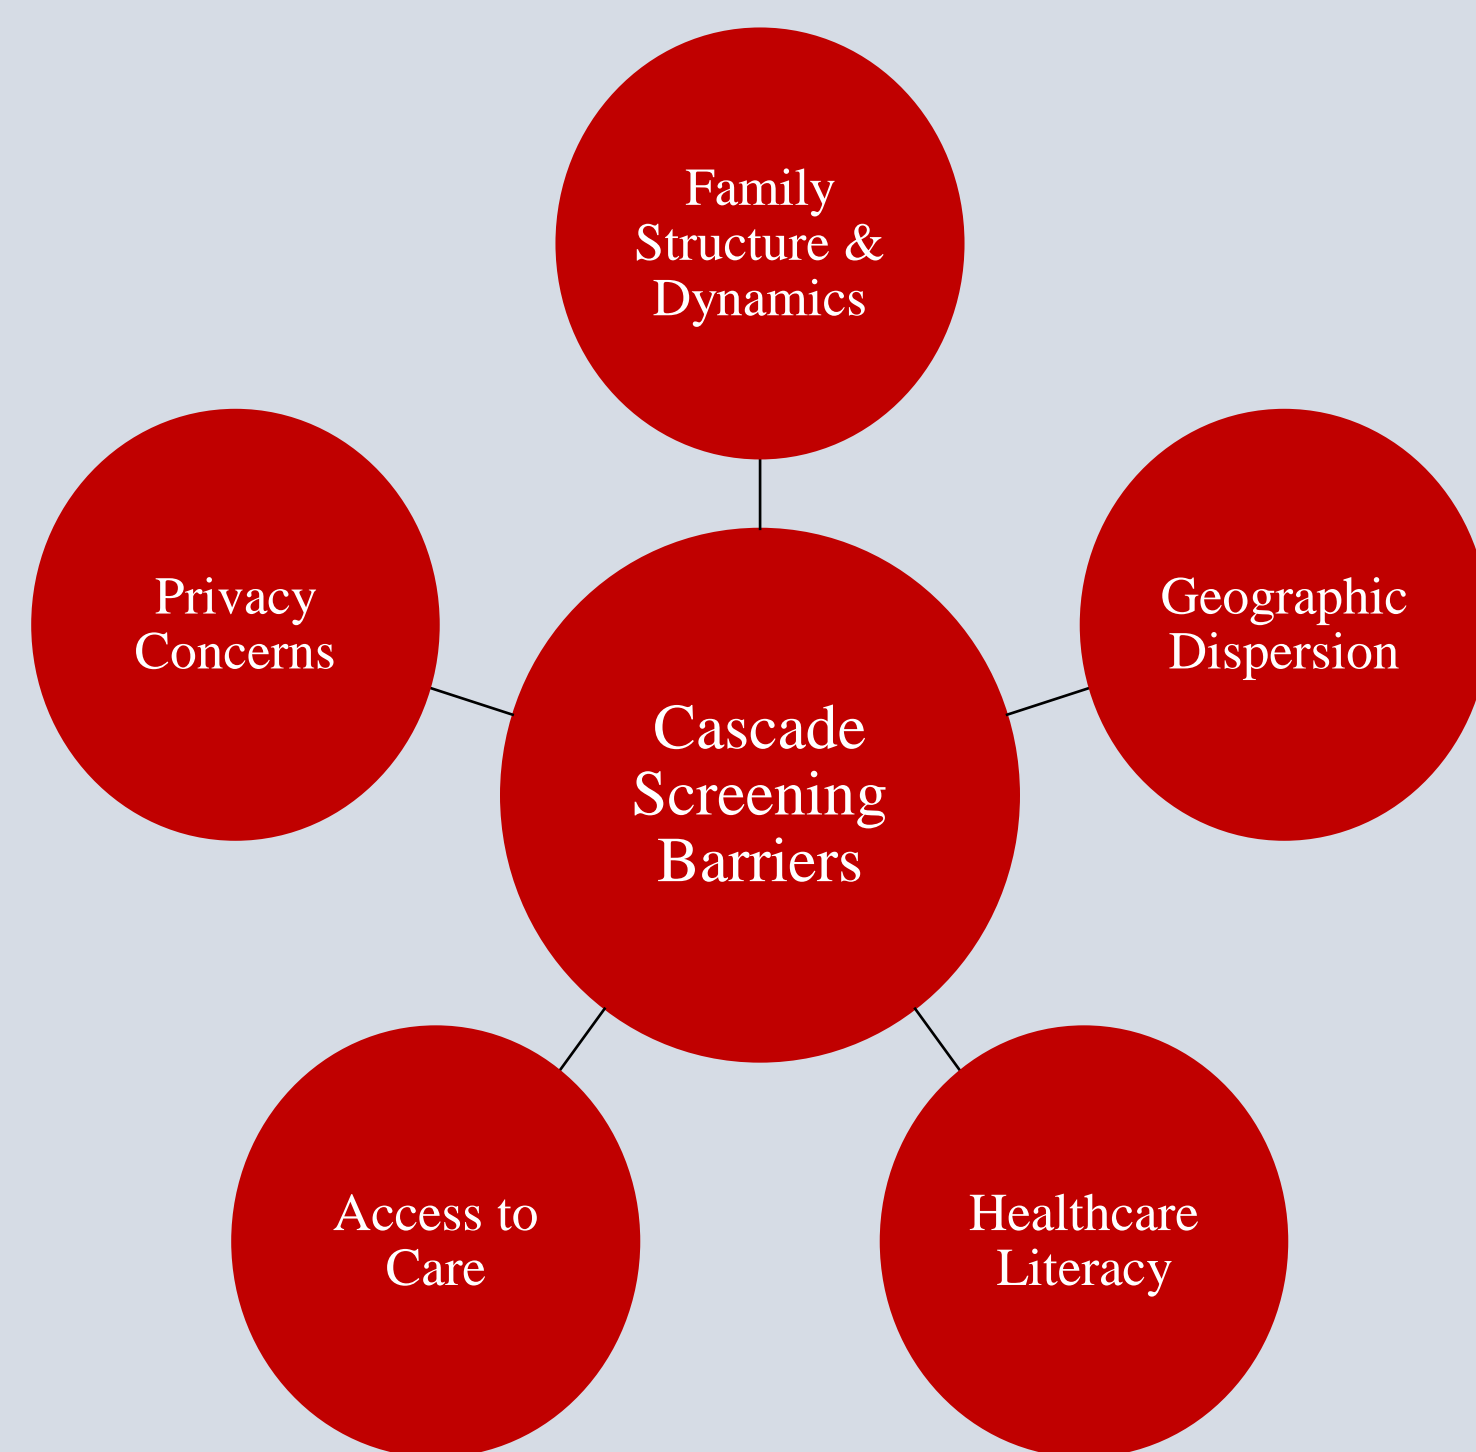 Family
Structure &
Dynamics
Privacy
Concerns
Geographic
Dispersion
Cascade
Screening
Barriers
Access to
Care
Healthcare
Literacy